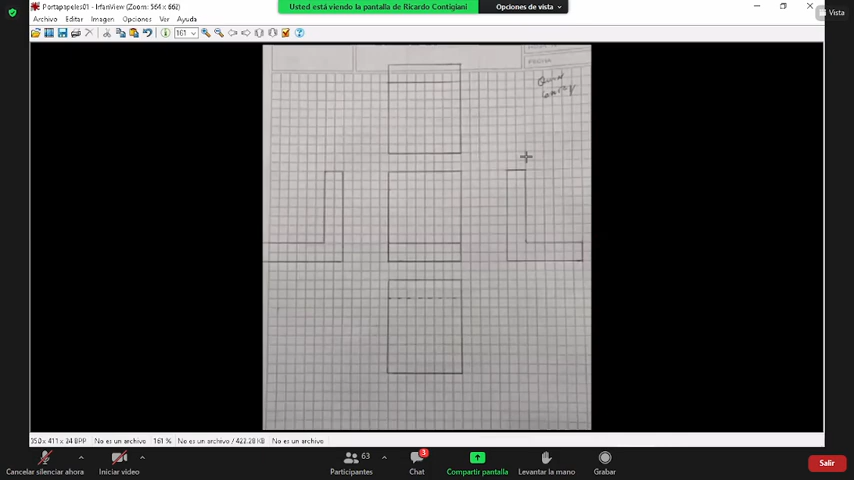 Portapapeles01 - IrfanView (Zoom: 564 x 662)
Usted está viendo la pantalla de Ricardo Contigiani
Opciones de vista
Vista
Archivo Editar Imagen Opciones Ver Ayuda
161
FECHA
350 x 411 x 24 BPP No es un archivo 161 % No es un archivo / 422.28 KB No es un archivo
63
3
Cancelar silenciar ahora Iniciar video Participantes Chat Compartir pantalla Levantar la mano Grabar Salir